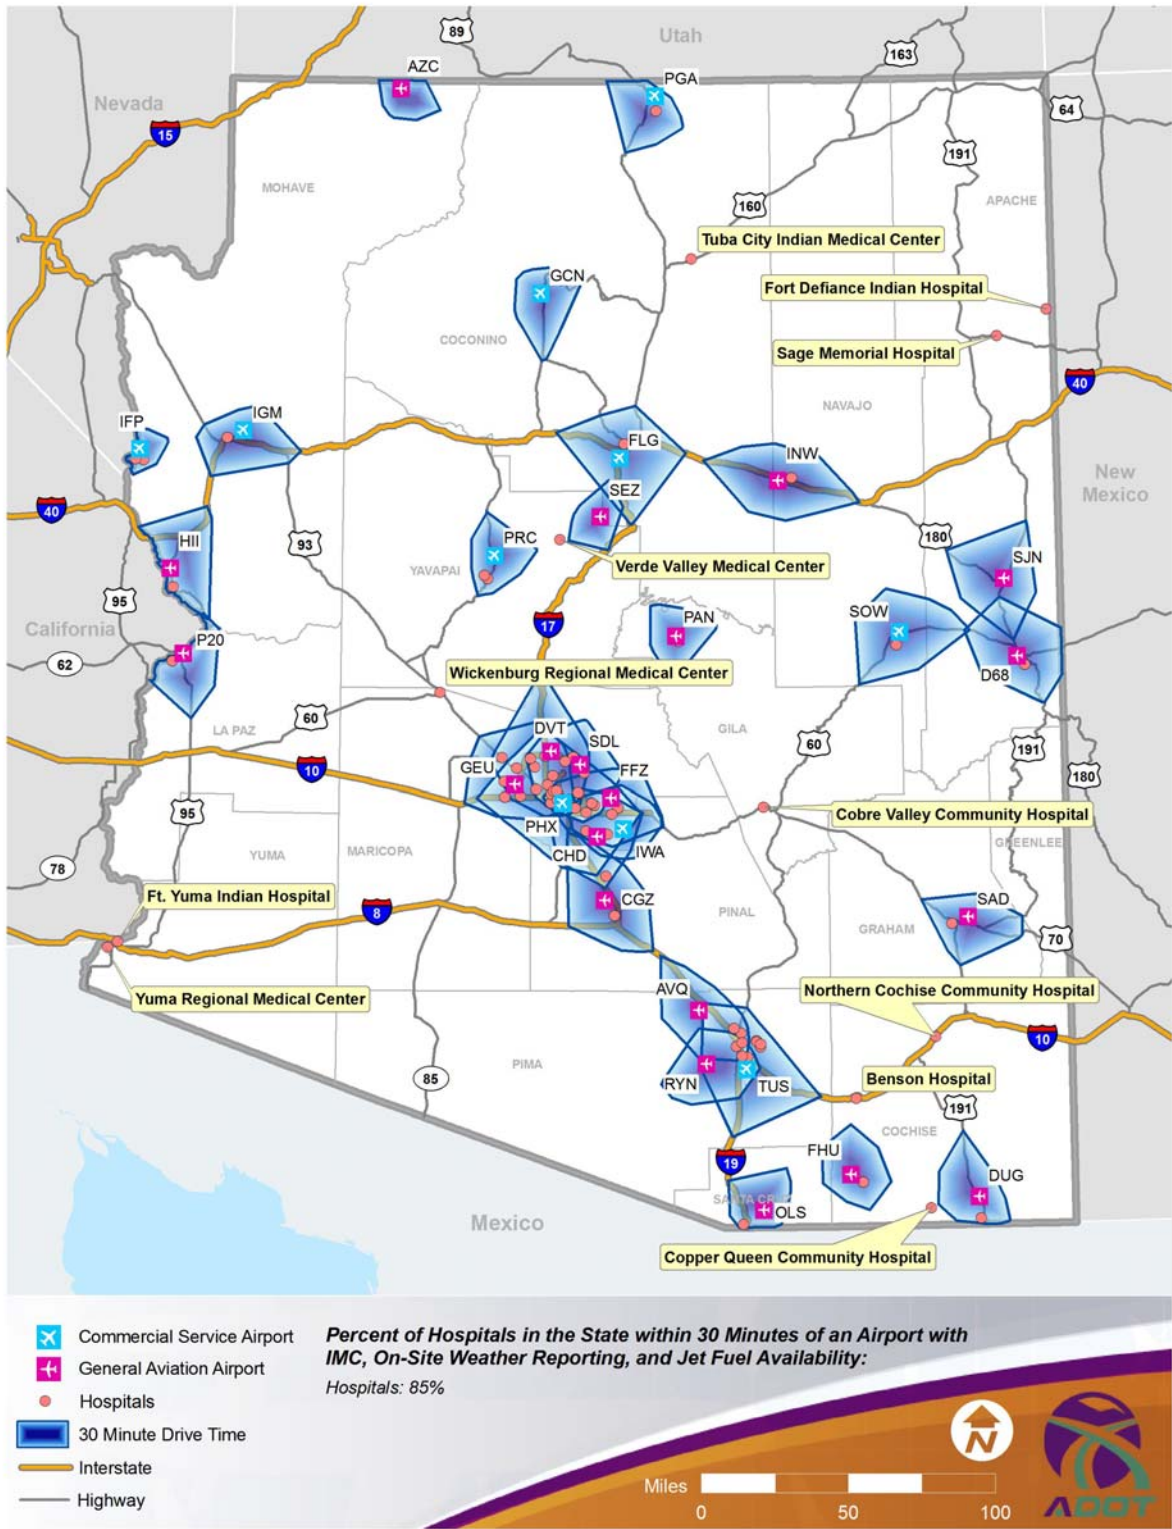 89
Utah
163
AZC
PGA
Nevada
15
64
191
MOHAVE
APACHE
160
Tuba City Indian Medical Center
GCN
Fort Defiance Indian Hospital
COCONINO
Sage Memorial Hospital
40
NAVAJO
IFP
IGM
FLG
INW
New
Mexico
SEZ
40
HII
93
PRC
180
SJN
YAVAPAI
Verde Valley Medical Center
95
California
17
PAN
SOW
P20
62
Wickenburg Regional Medical Center
D68
LA PAZ
60
DVT
GILA
60
191
SDL
GEU
FFZ
10
180
95
PHX
Cobre Valley Community Hospital
YUMA
MARICOPA
CHD
IWA
GREENLEE
78
Ft. Yuma Indian Hospital
8
CGZ
PINAL
SAD
GRAHAM
70
Yuma Regional Medical Center
AVQ
Northern Cochise Community Hospital
10
PIMA
85
RYN
TUS
Benson Hospital
191
COCHISE
19
FHU
DUG
SANTA CRUZ
OLS
Mexico
Copper Queen Community Hospital
Commercial Service Airport
General Aviation Airport
Hospitals
30 Minute Drive Time
Interstate
Highway
Percent of Hospitals in the State within 30 Minutes of an Airport with
IMC, On-Site Weather Reporting, and Jet Fuel Availability:
Hospitals: 85%
N
Miles
0 50 100
ADOT